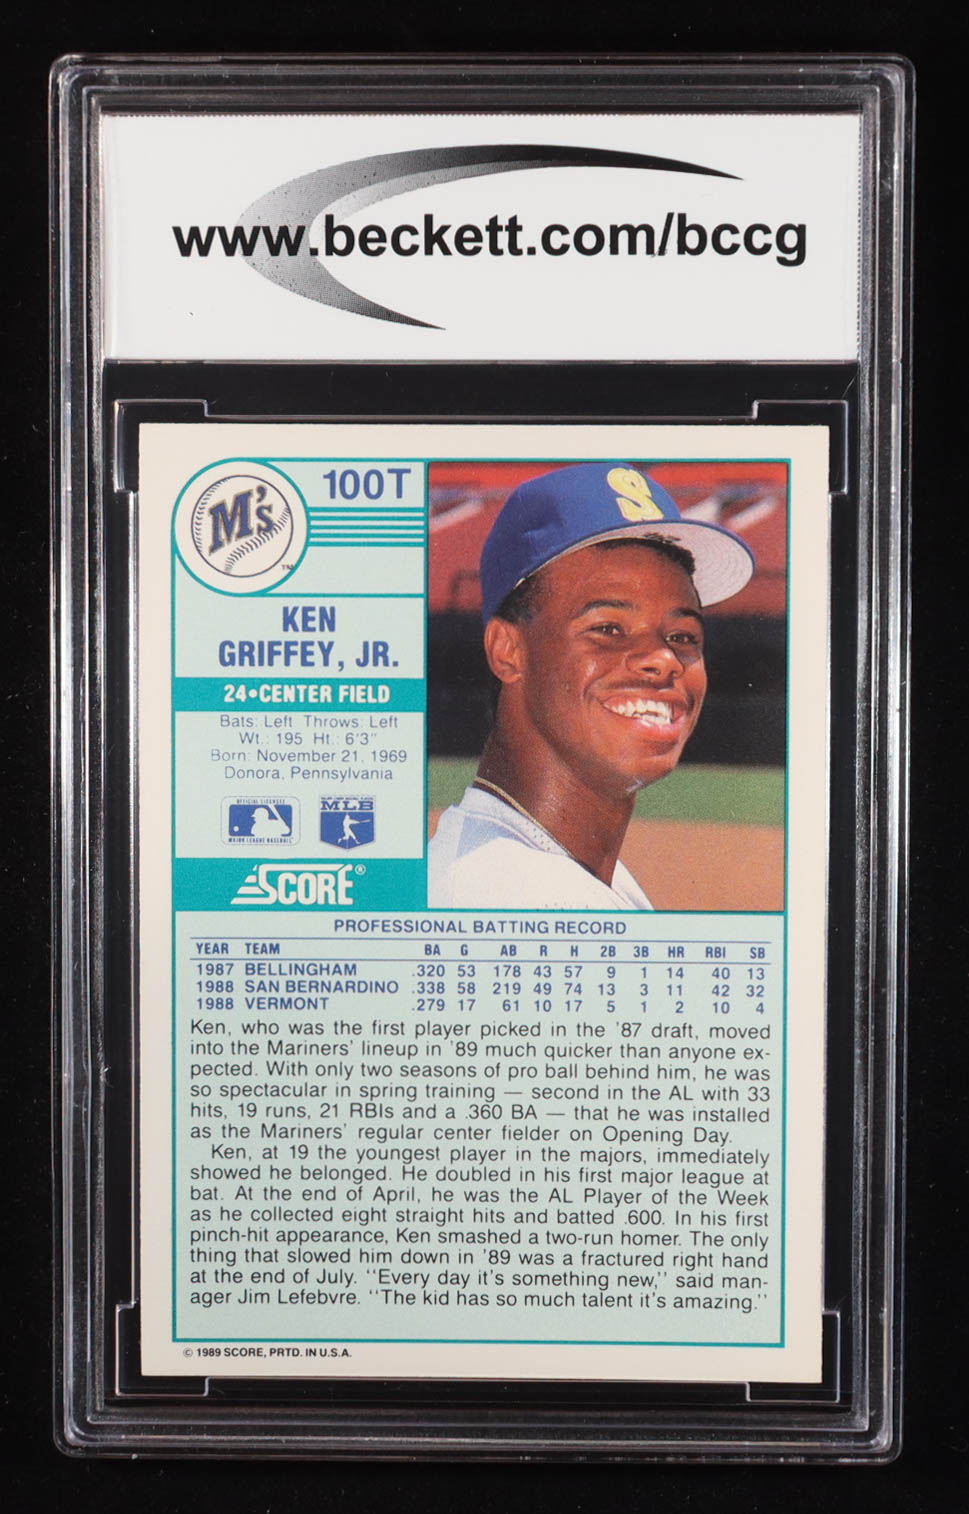 www.beckett.com/bccg
M's
TM
100T
KEN
GRIFFEY, JR.
24•CENTER FIELD
Bats: Left Throws: Left
Wt.: 195 Ht.: 6'3"
Born: November 21, 1969
Donora, Pennsylvania
OFFICIAL LICENSEE
MAJOR LEAGUE BASEBALL
MLB
SCORE®
S
PROFESSIONAL BATTING RECORD
YEAR TEAM BA G AB R H 2B 3B HR RBI SB
1987 BELLINGHAM .320 53 178 43 57 9 1 14 40 13
1988 SAN BERNARDINO .338 58 219 49 74 13 3 11 42 32
1988 VERMONT .279 17 61 10 17 5 1 2 10 4
Ken, who was the first player picked in the '87 draft, moved
into the Mariners' lineup in '89 much quicker than anyone ex-
pected. With only two seasons of pro ball behind him, he was
so spectacular in spring training — second in the AL with 33
hits, 19 runs, 21 RBIs and a .360 BA — that he was installed
as the Mariners' regular center fielder on Opening Day.
Ken, at 19 the youngest player in the majors, immediately
showed he belonged. He doubled in his first major league at
bat. At the end of April, he was the AL Player of the Week
as he collected eight straight hits and batted .600. In his first
pinch-hit appearance, Ken smashed a two-run homer. The only
thing that slowed him down in '89 was a fractured right hand
at the end of July. "Every day it's something new," said man-
ager Jim Lefebvre. "The kid has so much talent it's amazing."
© 1989 SCORE, PRTD. IN U.S.A.